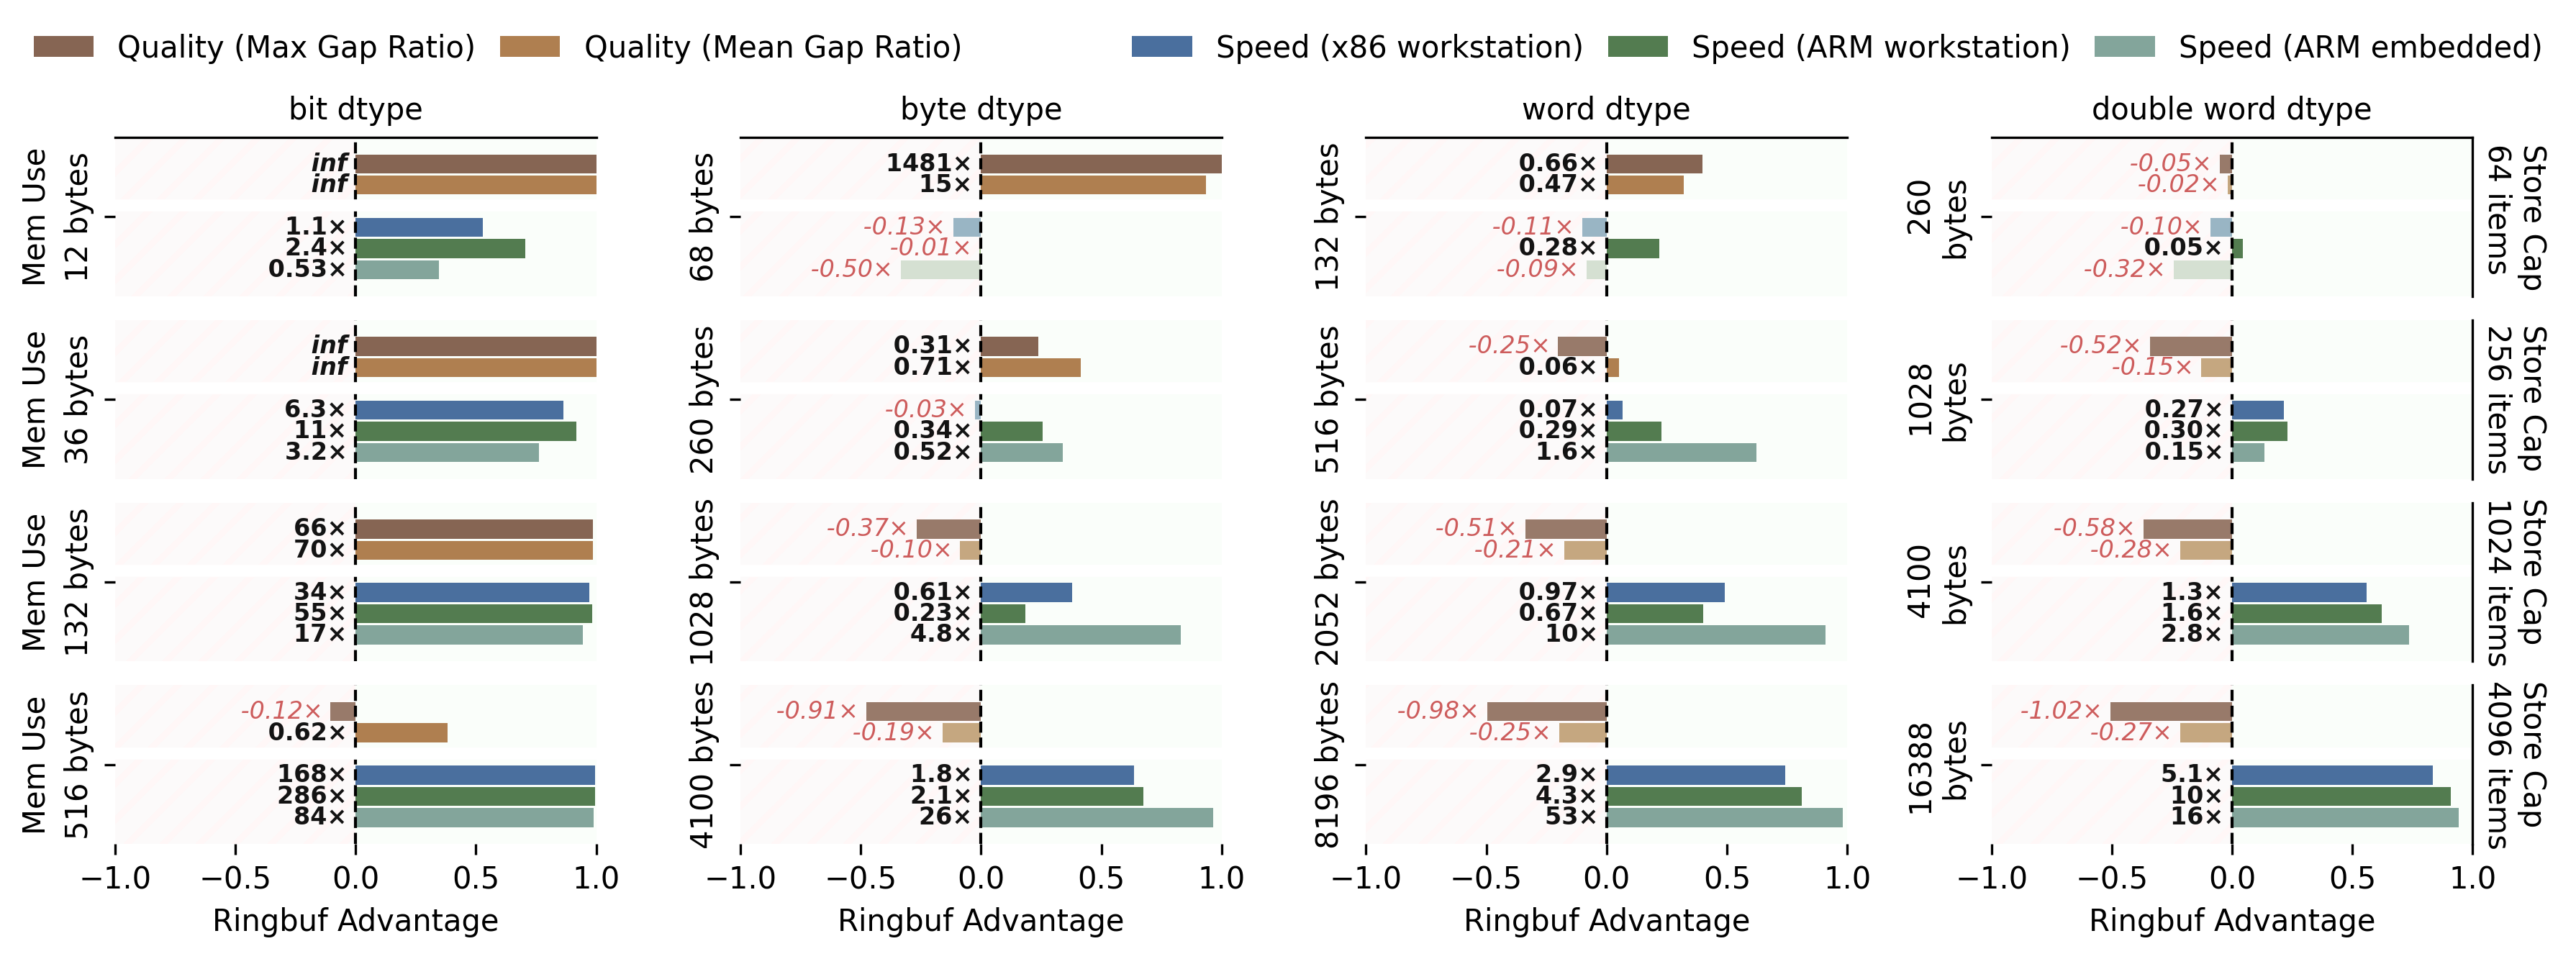 Quality (Max Gap Ratio) Quality (Mean Gap Ratio) Speed (x86 workstation) Speed (ARM workstation) Speed (ARM embedded)
bit dtype byte dtype word dtype double word dtype
Mem Use
12 bytes
inf
inf
1.1×
2.4×
0.53×
68 bytes
1481×
15×
-0.13×
-0.01×
-0.50×
132 bytes
0.66×
0.47×
-0.11×
0.28×
-0.09×
260
bytes
-0.05×
-0.02×
-0.10×
0.05×
-0.32×
Store Cap
64 items
Mem Use
36 bytes
inf
inf
6.3×
11×
3.2×
260 bytes
0.31×
0.71×
-0.03×
0.34×
0.52×
516 bytes
-0.25×
0.06×
0.07×
0.29×
1.6×
1028
bytes
-0.52×
-0.15×
0.27×
0.30×
0.15×
Store Cap
256 items
Mem Use
132 bytes
66×
70×
34×
55×
17×
1028 bytes
-0.37×
-0.10×
0.61×
0.23×
4.8×
2052 bytes
-0.51×
-0.21×
0.97×
0.67×
10×
4100
bytes
-0.58×
-0.28×
1.3×
1.6×
2.8×
Store Cap
1024 items
Mem Use
516 bytes
-0.12×
0.62×
168×
286×
84×
4100 bytes
-0.91×
-0.19×
1.8×
2.1×
26×
8196 bytes
-0.98×
-0.25×
2.9×
4.3×
53×
16388
bytes
-1.02×
-0.27×
5.1×
10×
16×
Store Cap
4096 items
−1.0 −0.5 0.0 0.5 1.0 −1.0 −0.5 0.0 0.5 1.0 −1.0 −0.5 0.0 0.5 1.0 −1.0 −0.5 0.0 0.5 1.0
Ringbuf Advantage Ringbuf Advantage Ringbuf Advantage Ringbuf Advantage